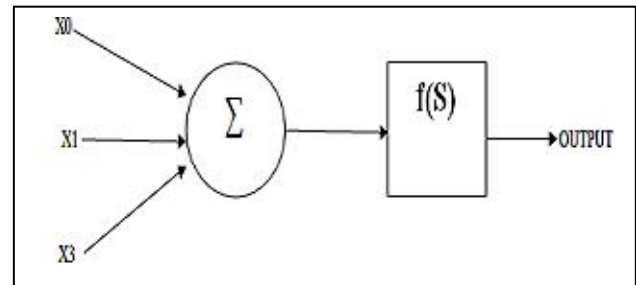 X0
Σ
f(S)
X1
OUTPUT
X3